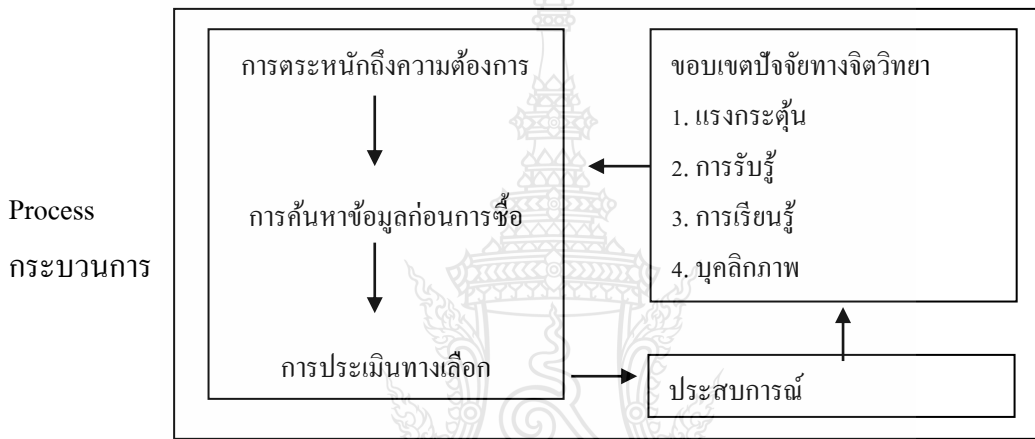 Process
กระบวนการ
การตระหนักถึงความต้องการ
การค้นหาข้อมูลก่อนการซื้อ
การประเมินทางเลือก
ขอบเขตปัจจัยทางจิตวิทยา
1. แรงกระตุ้น
2. การรับรู้
3. การเรียนรู้
4. บุคลิกภาพ
ประสบการณ์